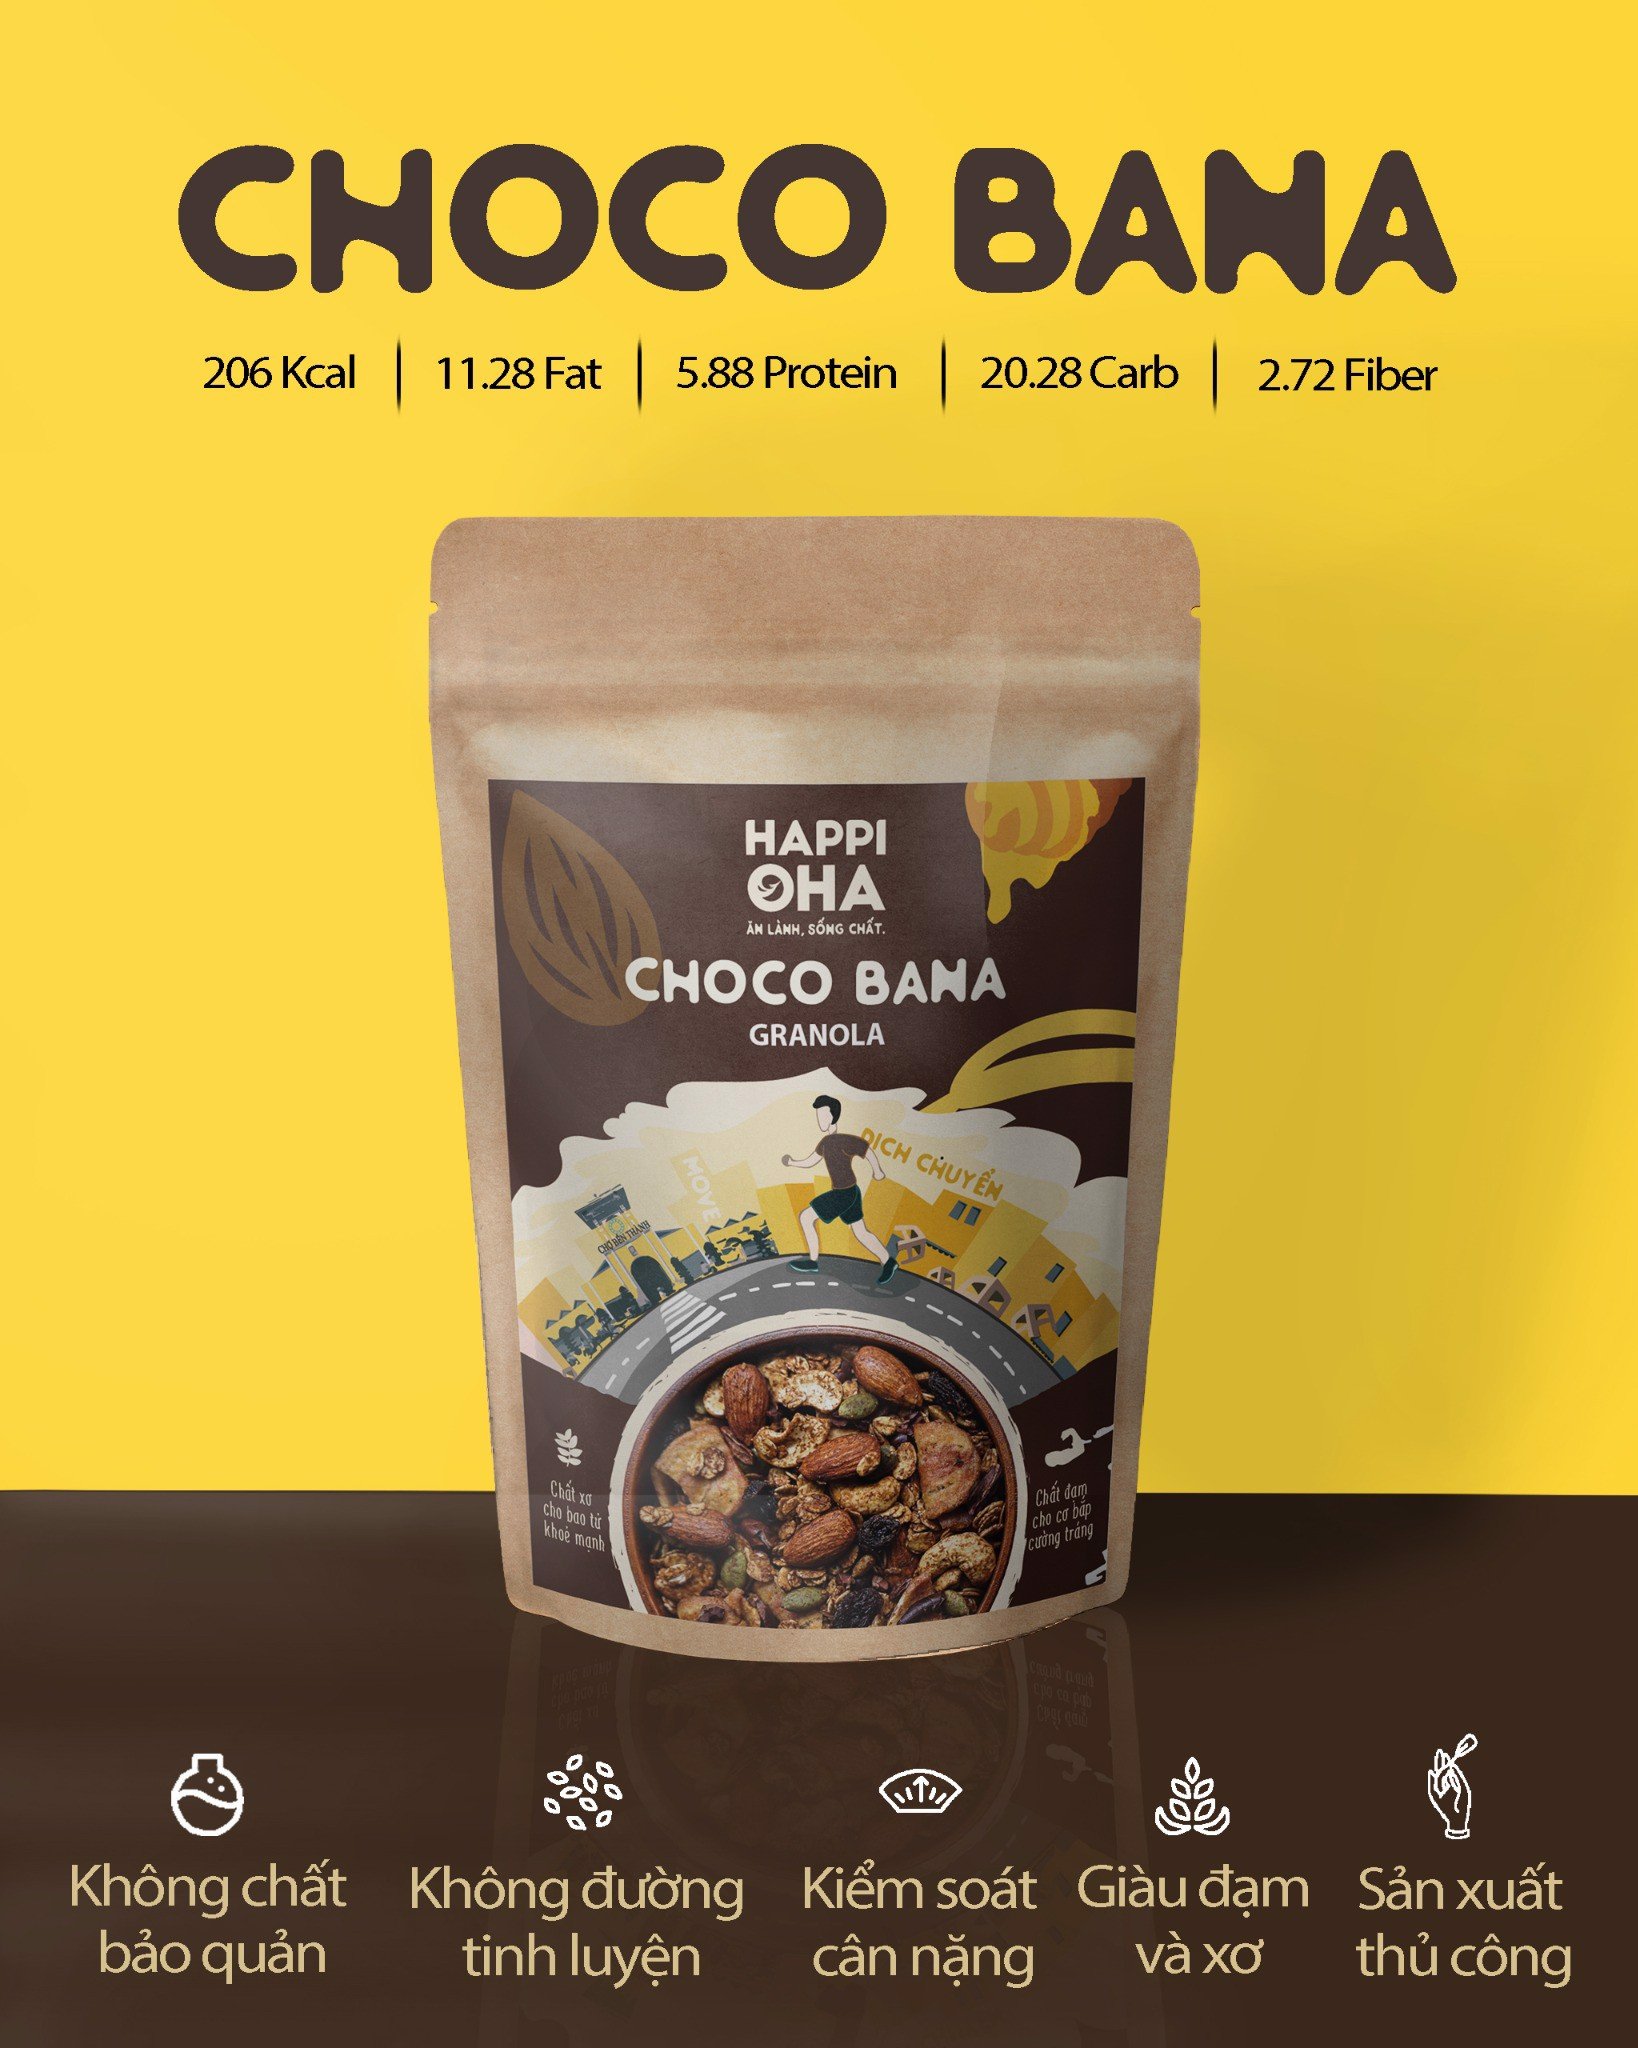 CHOCO BANA
206 Kcal | 11.28 Fat | 5.88 Protein | 20.28 Carb | 2.72 Fiber
HAPPI
OHA
ĂN LÀNH, SỐNG CHẤT.
CHOCO BANA
GRANOLA
MOVE
DỊCH CHUYỂN
CHỢ BẾN THÀNH
Chất xơ
cho bao tử
khoẻ mạnh
Chất đạm
cho cơ bắp
cường tráng
Không chất
bảo quản
Không đường
tinh luyện
Kiểm soát
cân nặng
Giàu đạm
và xơ
Sản xuất
thủ công